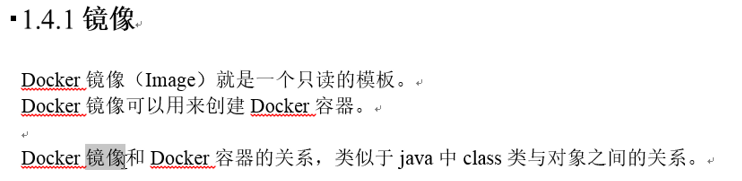 1.4.1 镜像
Docker 镜像（Image）就是一个只读的模板。
Docker 镜像可以用来创建 Docker 容器。
Docker 镜像和 Docker 容器的关系，类似于 java 中 class 类与对象之间的关系。